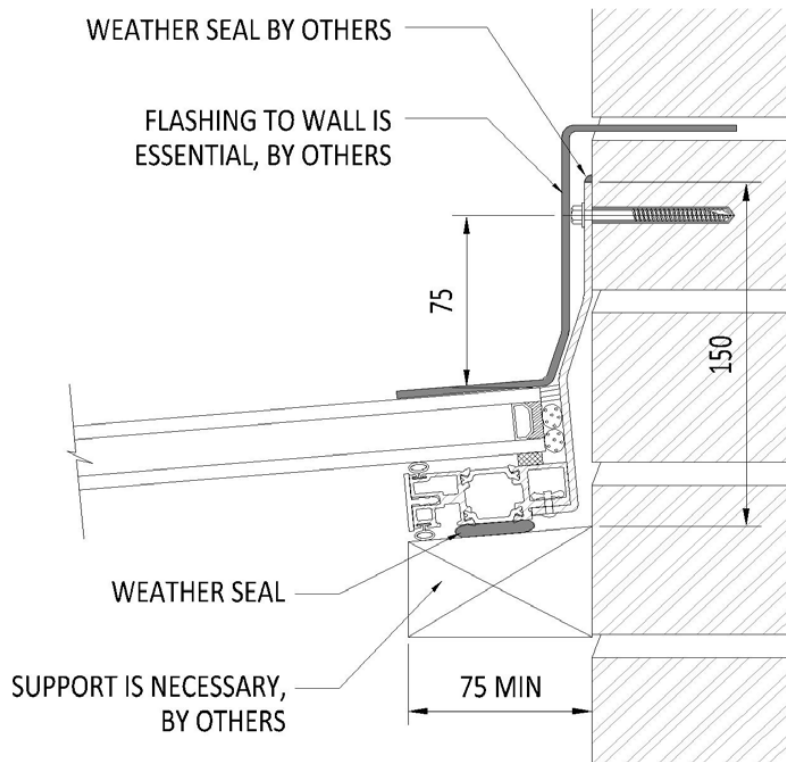 WEATHER SEAL BY OTHERS
FLASHING TO WALL IS
ESSENTIAL, BY OTHERS
75
150
WEATHER SEAL
SUPPORT IS NECESSARY,
BY OTHERS
75 MIN